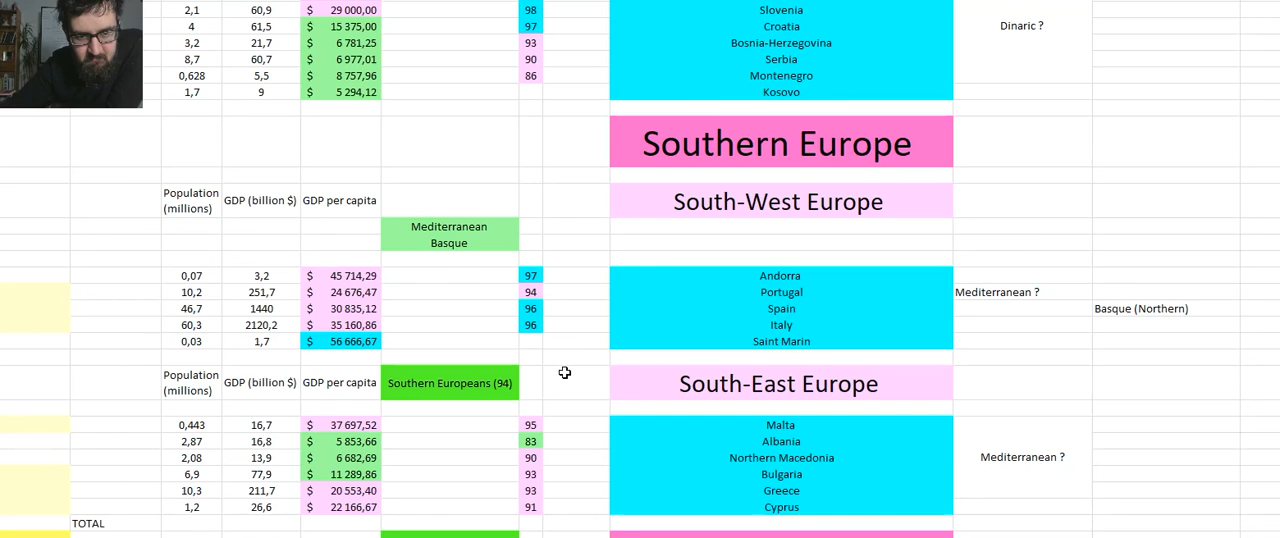 2,1 60,9 $ 29 000,00 98 Slovenia
4 61,5 $ 15 375,00 97 Croatia Dinaric ?
3,2 21,7 $ 6 781,25 93 Bosnia-Herzegovina
8,7 60,7 $ 6 977,01 90 Serbia
0,628 5,5 $ 8 757,96 86 Montenegro
1,7 9 $ 5 294,12 Kosovo
Southern Europe
Population
(millions) GDP (billion $) GDP per capita South-West Europe
Mediterranean
Basque
0,07 3,2 $ 45 714,29 97 Andorra
10,2 251,7 $ 24 676,47 94 Portugal Mediterranean ?
46,7 1440 $ 30 835,12 96 Spain Basque (Northern)
60,3 2120,2 $ 35 160,86 96 Italy
0,03 1,7 $ 56 666,67 Saint Marin
Population
(millions) GDP (billion $) GDP per capita Southern Europeans (94) South-East Europe
0,443 16,7 $ 37 697,52 95 Malta
2,87 16,8 $ 5 853,66 83 Albania
2,08 13,9 $ 6 682,69 90 Northern Macedonia Mediterranean ?
6,9 77,9 $ 11 289,86 93 Bulgaria
10,3 211,7 $ 20 553,40 93 Greece
1,2 26,6 $ 22 166,67 91 Cyprus
TOTAL